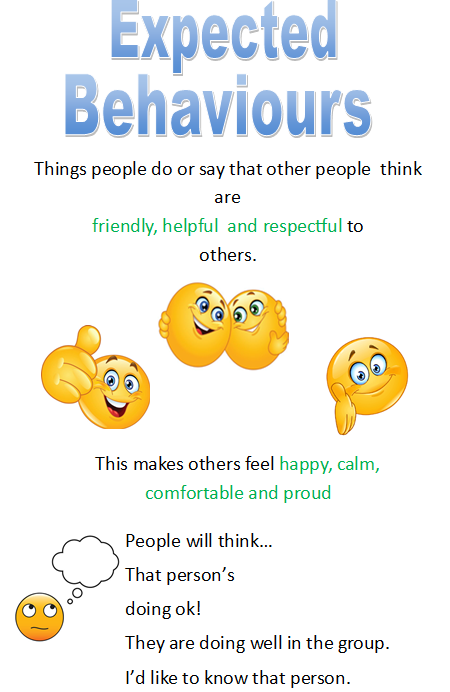 Expected
Behaviours
Things people do or say that other people think
are
friendly, helpful and respectful to
others.
This makes others feel happy, calm,
comfortable and proud
People will think...
That person's
doing ok!
They are doing well in the group.
I'd like to know that person.